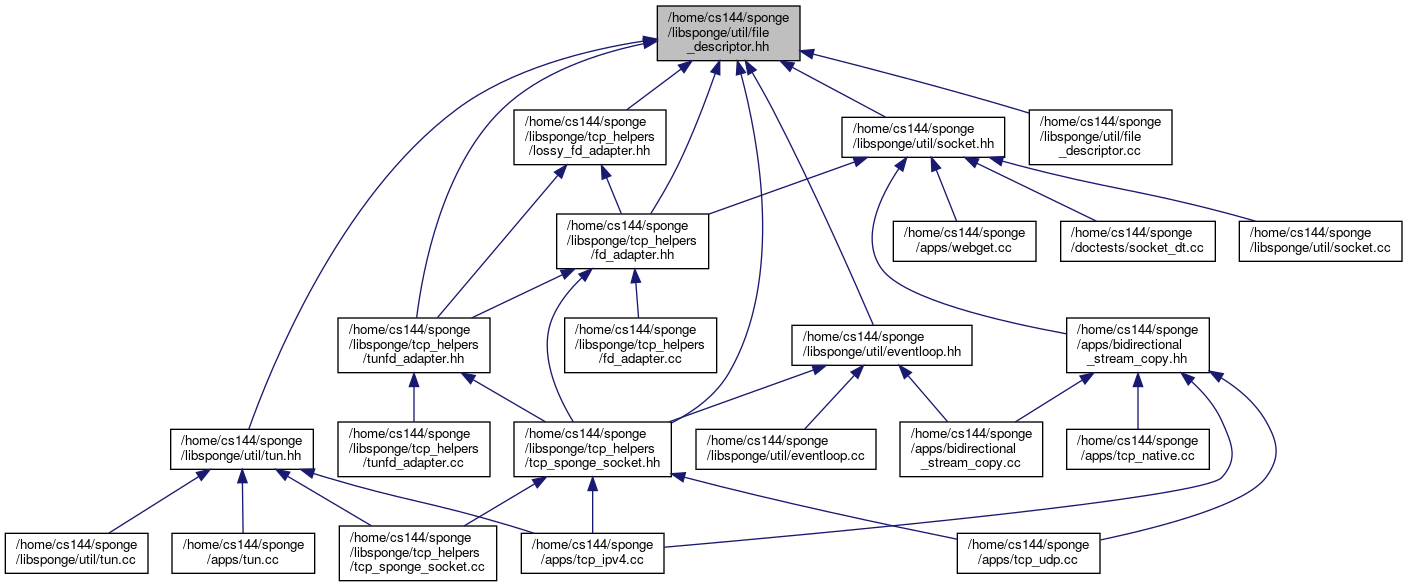 /home/cs144/sponge
/libsponge/util/file
_descriptor.hh
/home/cs144/sponge
/libsponge/tcp_helpers
/lossy_fd_adapter.hh
/home/cs144/sponge
/libsponge/util/socket.hh
/home/cs144/sponge
/libsponge/util/file
_descriptor.cc
/home/cs144/sponge
/libsponge/tcp_helpers
/fd_adapter.hh
/home/cs144/sponge
/apps/webget.cc
/home/cs144/sponge
/doctests/socket_dt.cc
/home/cs144/sponge
/libsponge/util/socket.cc
/home/cs144/sponge
/libsponge/tcp_helpers
/tunfd_adapter.hh
/home/cs144/sponge
/libsponge/tcp_helpers
/fd_adapter.cc
/home/cs144/sponge
/libsponge/util/eventloop.hh
/home/cs144/sponge
/apps/bidirectional
_stream_copy.hh
/home/cs144/sponge
/libsponge/util/tun.hh
/home/cs144/sponge
/libsponge/tcp_helpers
/tunfd_adapter.cc
/home/cs144/sponge
/libsponge/tcp_helpers
/tcp_sponge_socket.hh
/home/cs144/sponge
/libsponge/util/eventloop.cc
/home/cs144/sponge
/apps/bidirectional
_stream_copy.cc
/home/cs144/sponge
/apps/tcp_native.cc
/home/cs144/sponge
/libsponge/util/tun.cc
/home/cs144/sponge
/apps/tun.cc
/home/cs144/sponge
/libsponge/tcp_helpers
/tcp_sponge_socket.cc
/home/cs144/sponge
/apps/tcp_ipv4.cc
/home/cs144/sponge
/apps/tcp_udp.cc